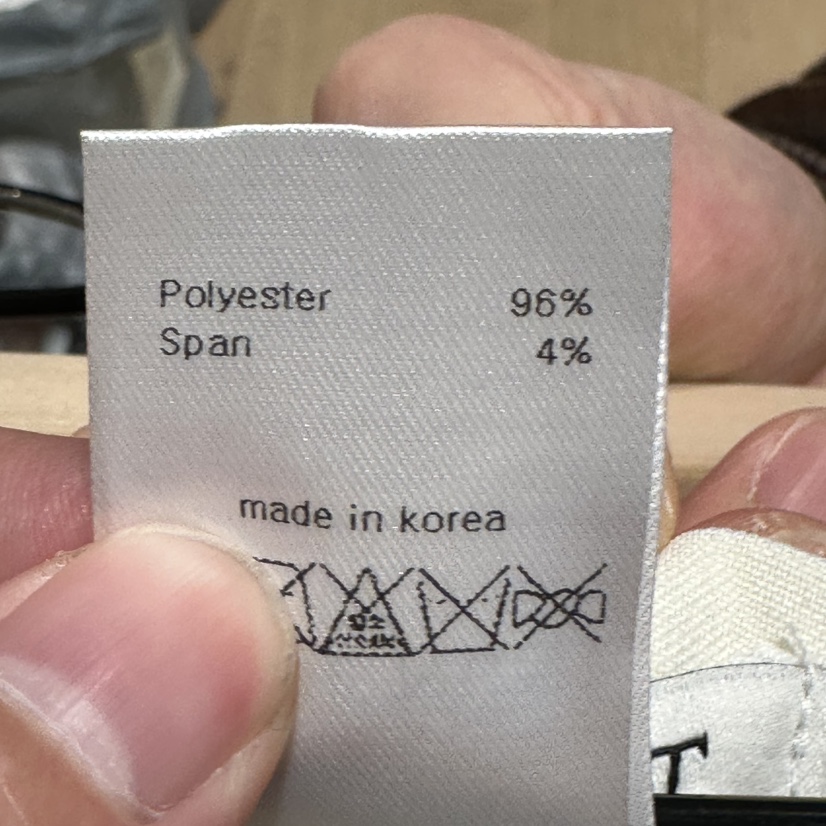 Polyester 96%
Span 4%
made in korea
T